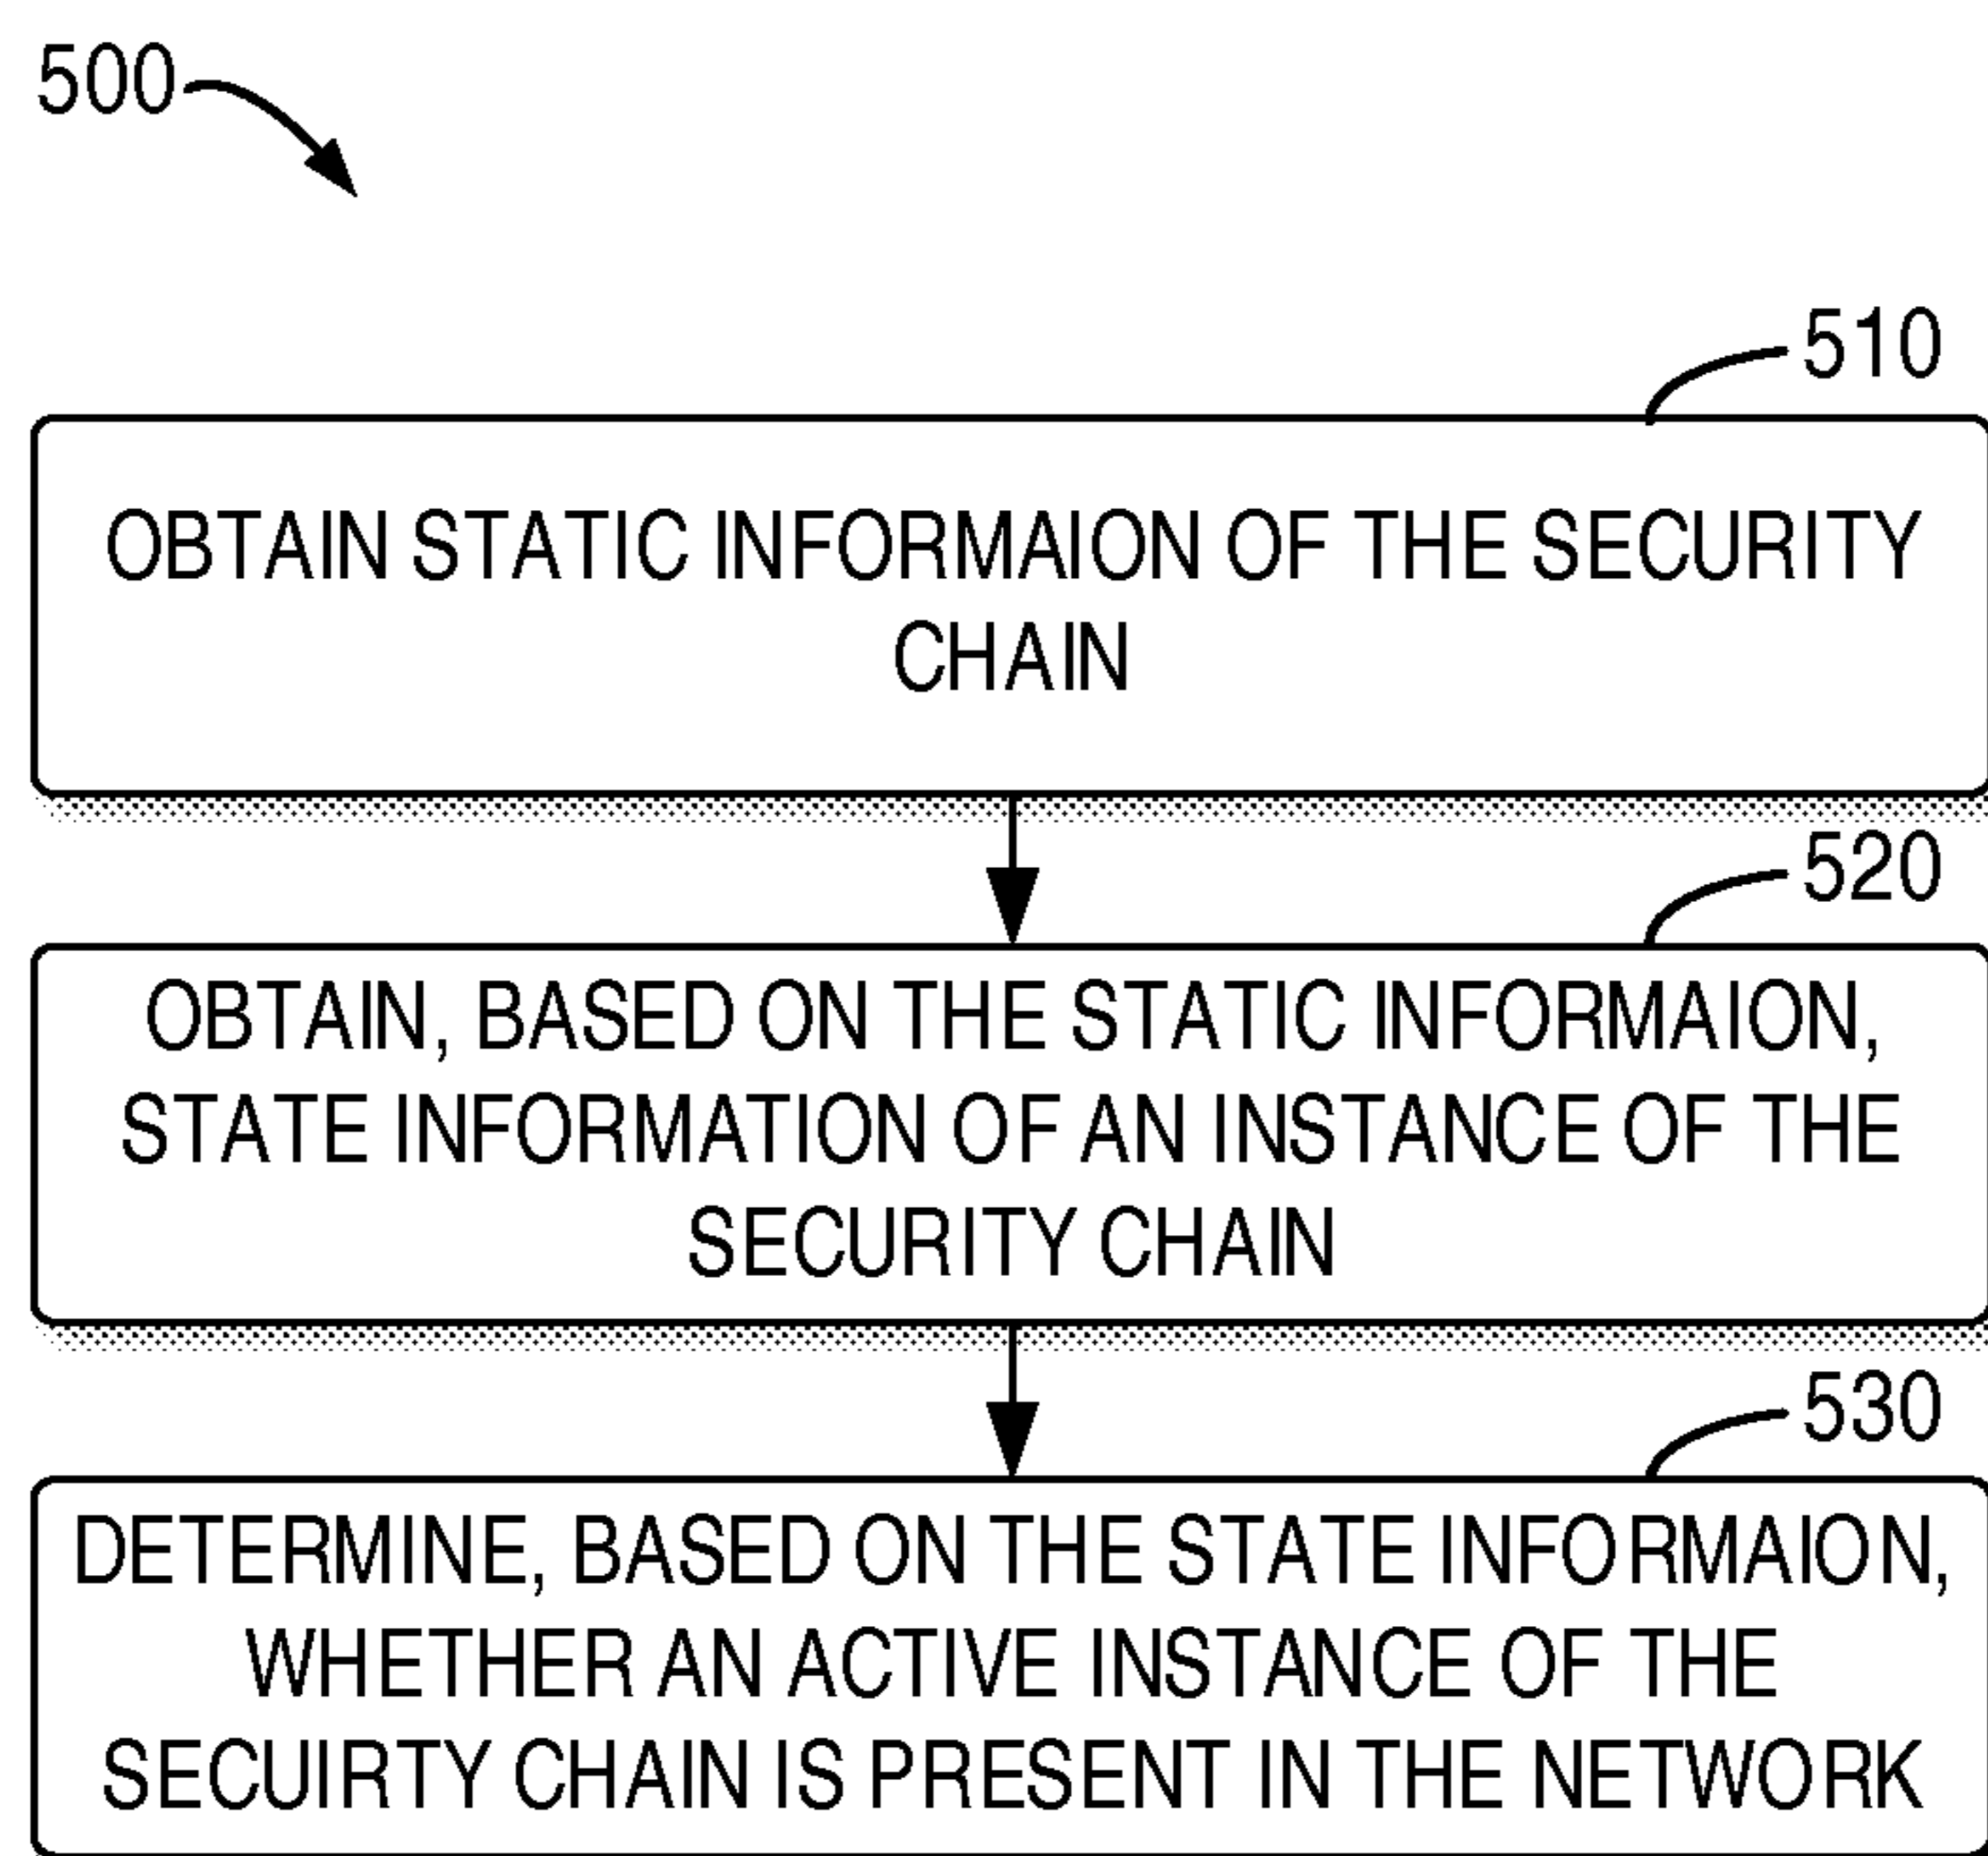 500
510
OBTAIN STATIC INFORMAION OF THE SECURITY
CHAIN
520
OBTAIN, BASED ON THE STATIC INFORMAION,
STATE INFORMATION OF AN INSTANCE OF THE
SECURITY CHAIN
530
DETERMINE, BASED ON THE STATE INFORMAION,
WHETHER AN ACTIVE INSTANCE OF THE
SECUIRTY CHAIN IS PRESENT IN THE NETWORK